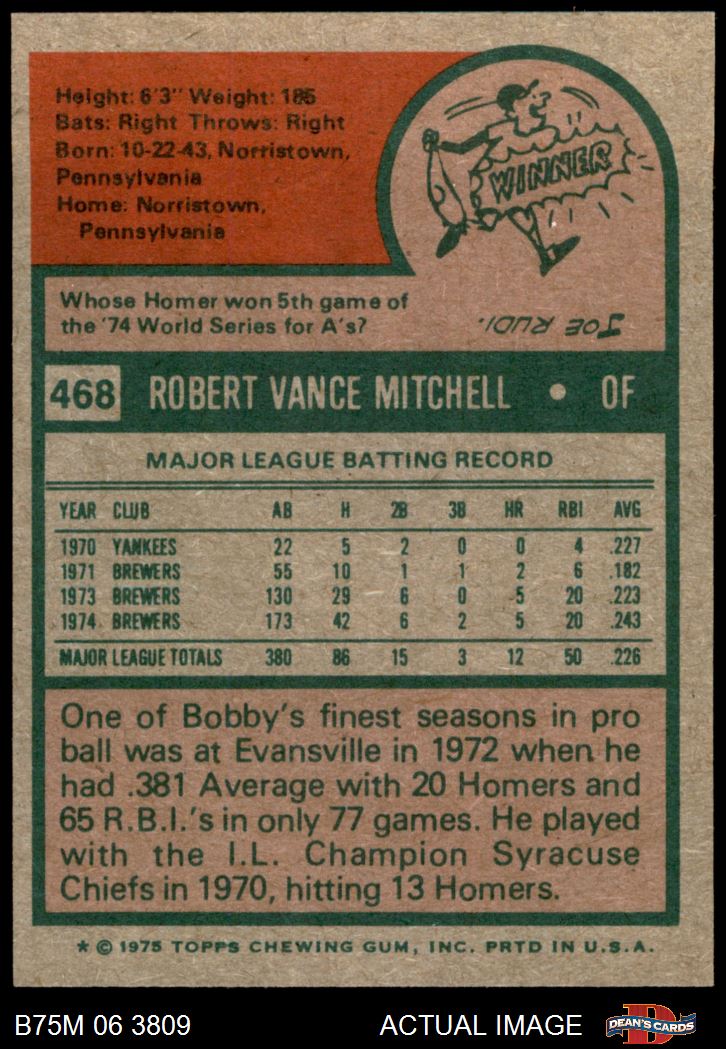 Height: 6'3" Weight: 185
Bats: Right Throws: Right
Born: 10-22-43, Norristown,
Pennsylvania
Home: Norristown,
Pennsylvania
WINNER
Whose Homer won 5th game of
the '74 World Series for A's?
JOE RUDI.
468 ROBERT VANCE MITCHELL • OF
MAJOR LEAGUE BATTING RECORD
YEAR CLUB AB H 2B 3B HR RBI AVG
1970 YANKEES 22 5 2 0 0 4 .227
1971 BREWERS 55 10 1 1 2 6 .182
1973 BREWERS 130 29 6 0 5 20 .223
1974 BREWERS 173 42 6 2 5 20 .243
MAJOR LEAGUE TOTALS 380 86 15 3 12 50 .226
One of Bobby's finest seasons in pro
ball was at Evansville in 1972 when he
had .381 Average with 20 Homers and
65 R.B.I.'s in only 77 games. He played
with the I.L. Champion Syracuse
Chiefs in 1970, hitting 13 Homers.
* © 1975 TOPPS CHEWING GUM, INC. PRTD IN U.S.A.
B75M 06 3809 ACTUAL IMAGE
DEAN'S CARDS